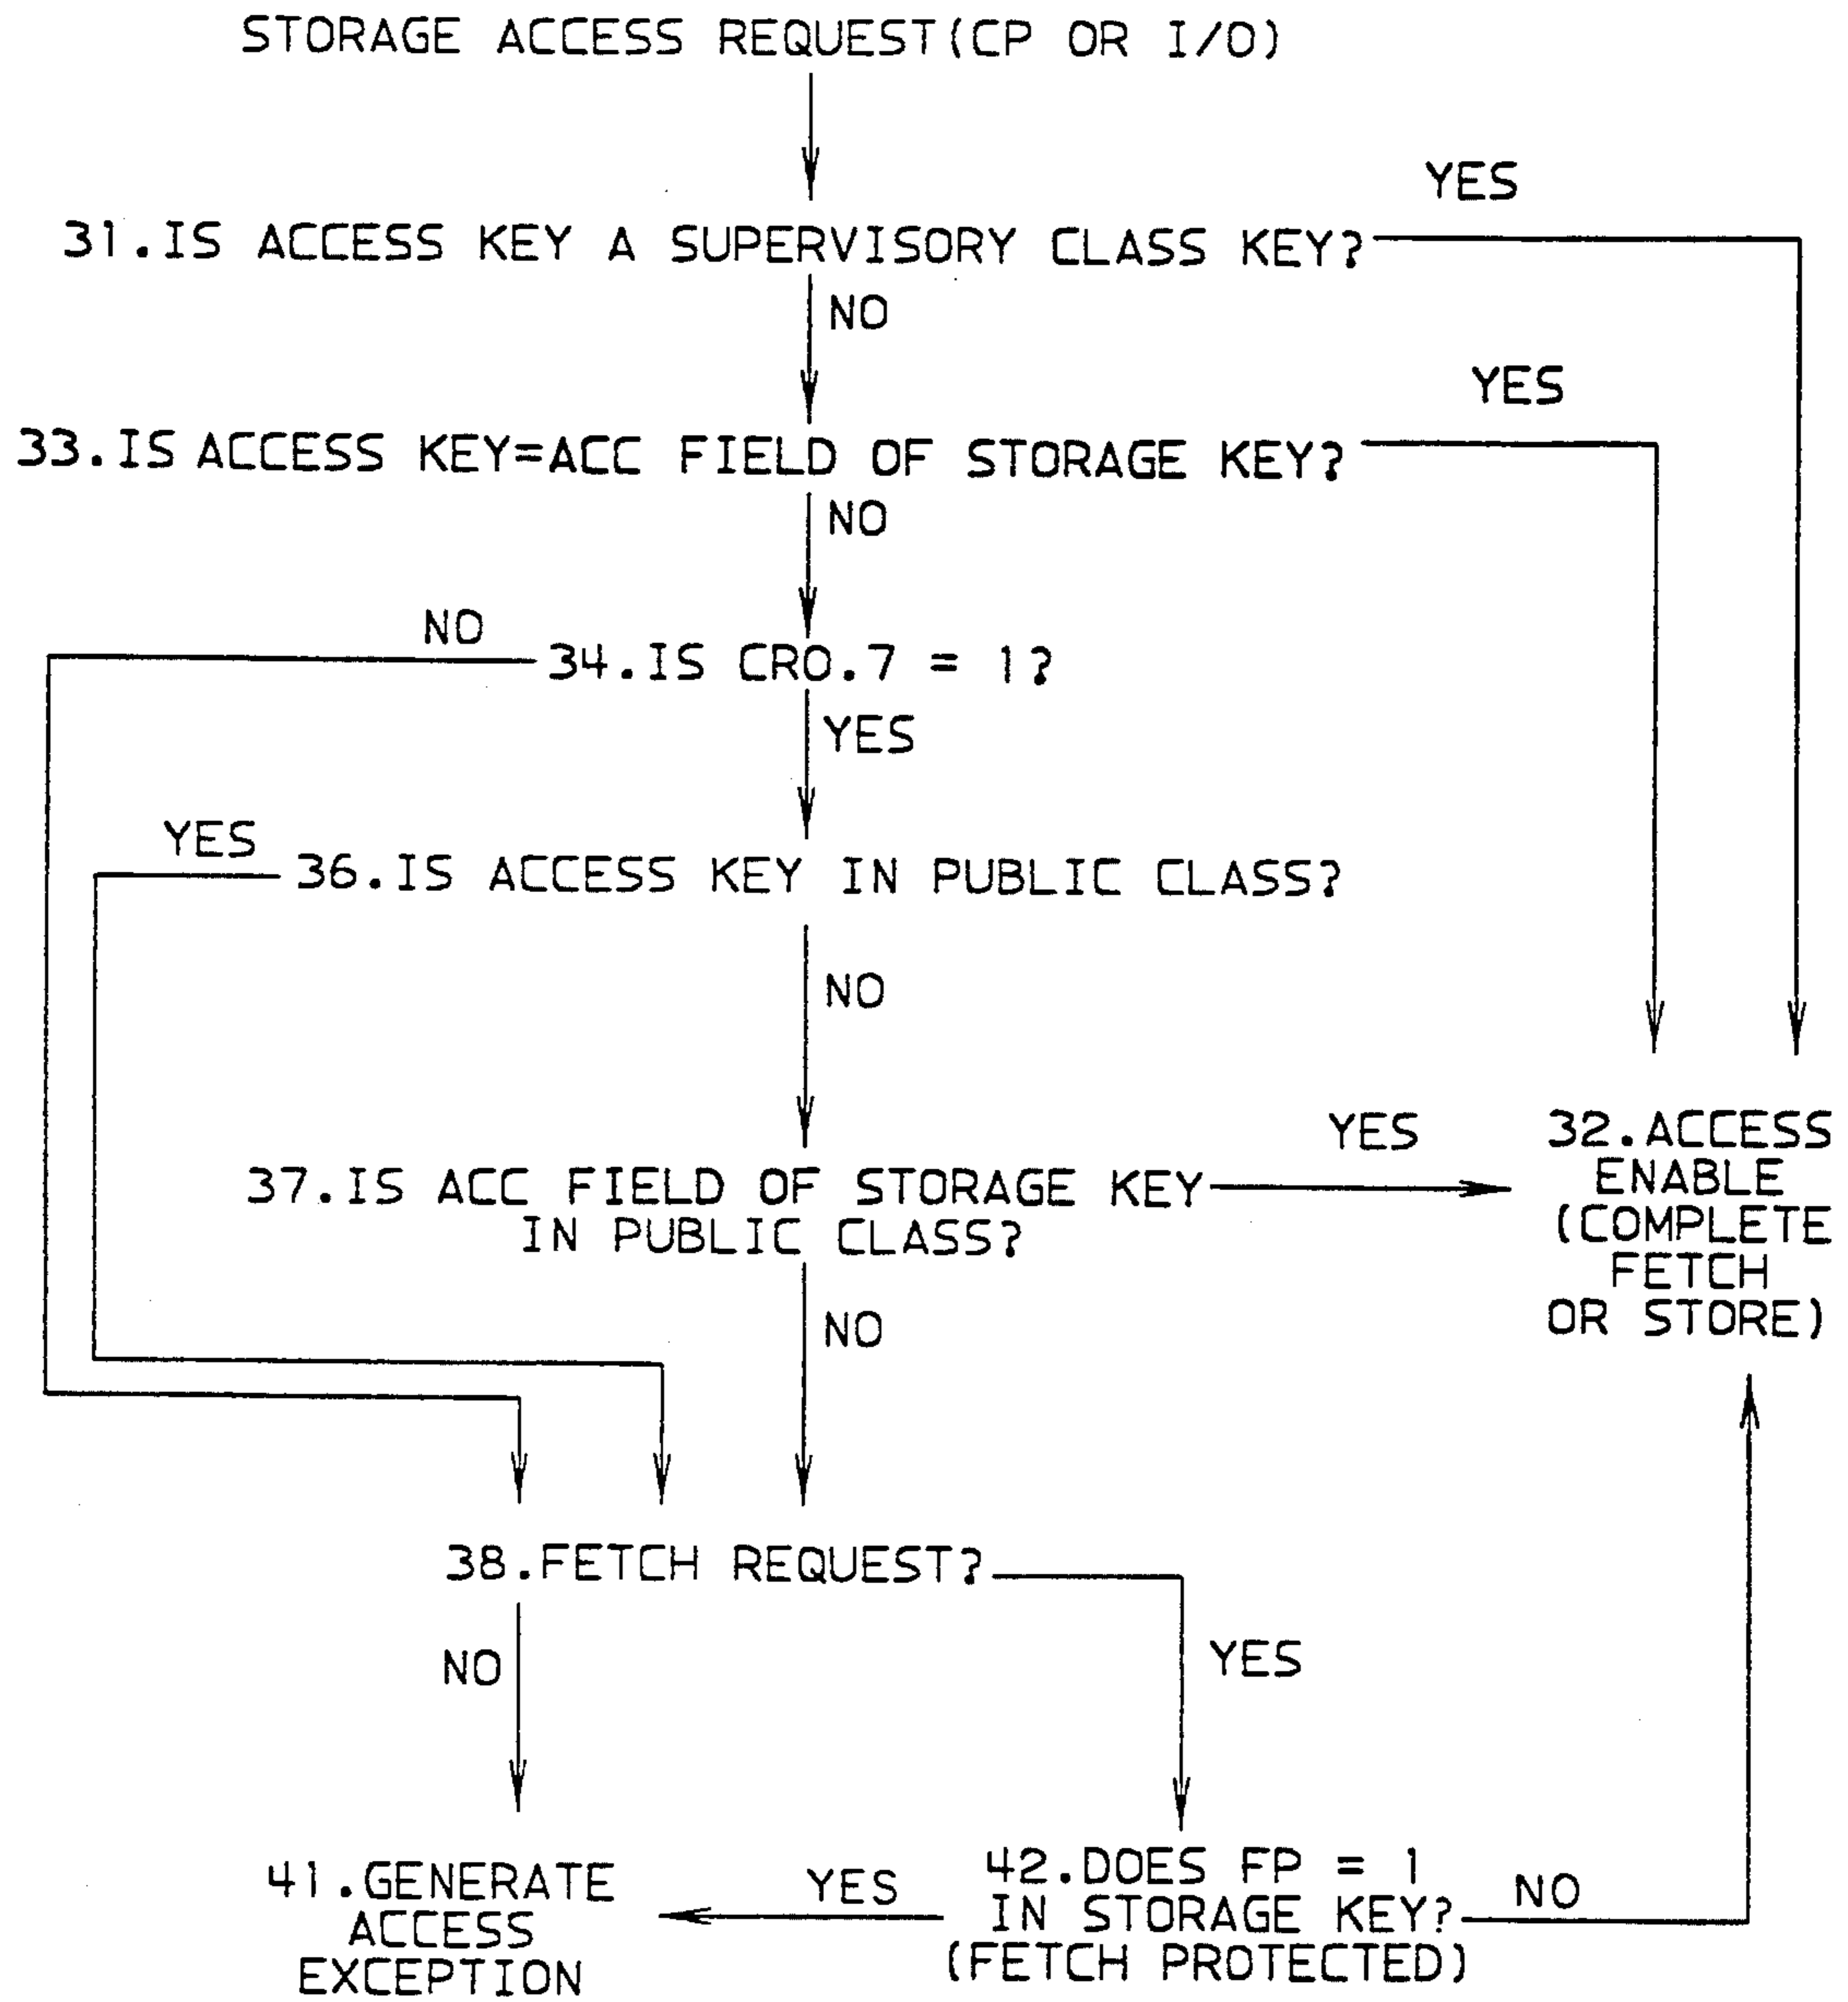 STORAGE ACCESS REQUEST(CP OR I/O)
YES
31.IS ACCESS KEY A SUPERVISORY CLASS KEY?
NO
YES
33.IS ACCESS KEY=ACC FIELD OF STORAGE KEY?
NO
NO
34.IS CRO.7 = 1?
YES
YES
36.IS ACCESS KEY IN PUBLIC CLASS?
NO
YES
37.IS ACC FIELD OF STORAGE KEY
IN PUBLIC CLASS?
32.ACCESS
ENABLE
(COMPLETE
FETCH
OR STORE)
NO
38.FETCH REQUEST?
NO
YES
41.GENERATE
ACCESS
EXCEPTION
YES
42.DOES FP = 1
IN STORAGE KEY?
(FETCH PROTECTED)
NO